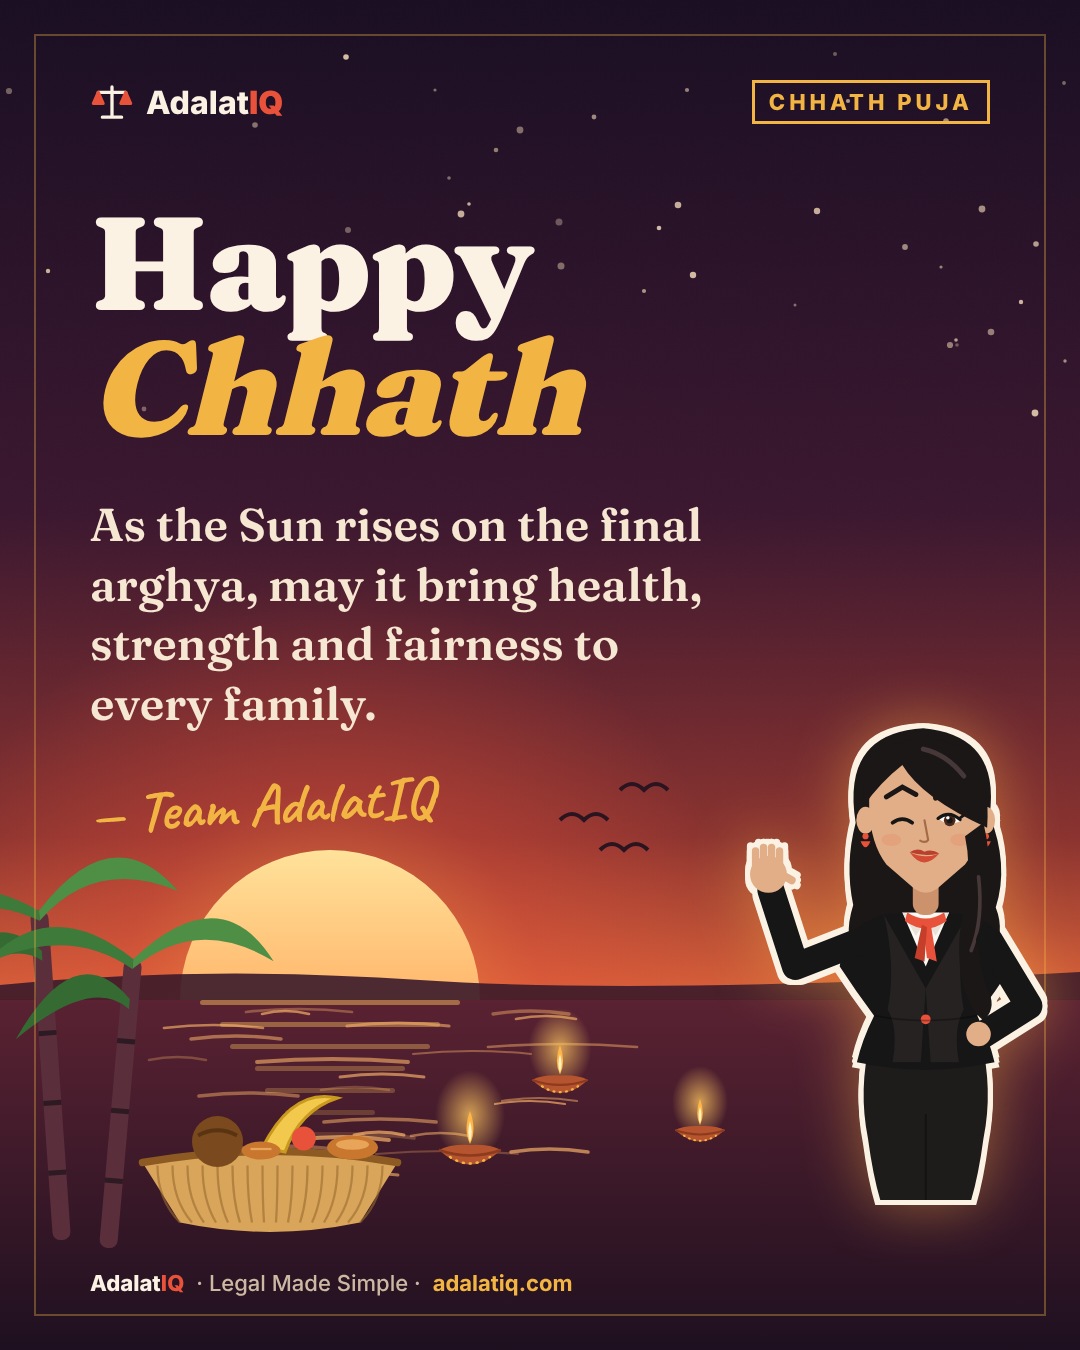 AdalatIQ
CHHATH PUJA
Happy
Chhath
As the Sun rises on the final
arghya, may it bring health,
strength and fairness to
every family.
– Team AdalatIQ
AdalatIQ · Legal Made Simple · adalatiq.com